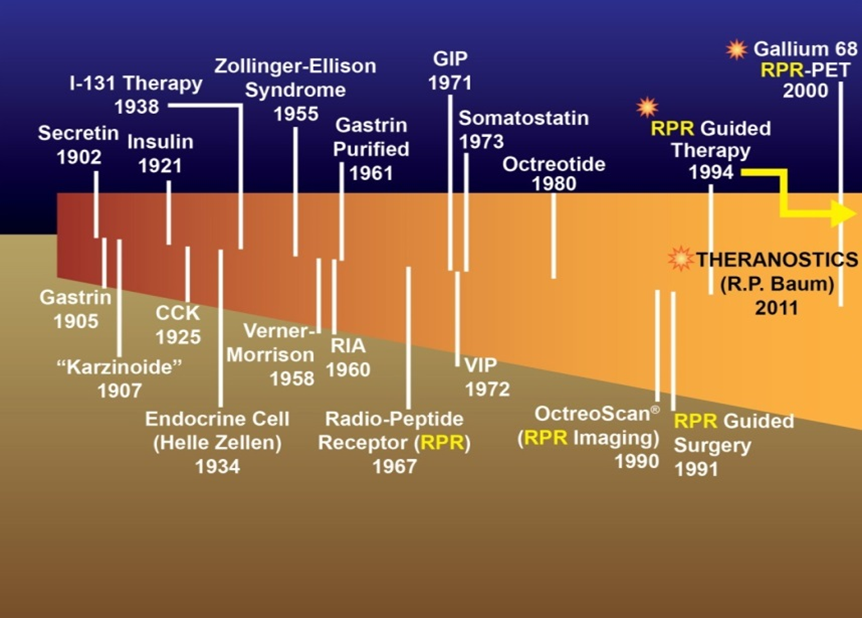 Gallium 68
RPR-PET
2000
GIP
1971
Zollinger-Ellison
Syndrome
1955
I-131 Therapy
1938
Somatostatin
1973
Gastrin
Purified
1961
RPR Guided
Therapy
1994
Secretin
1902
Insulin
1921
Octreotide
1980
THERANOSTICS
(R.P. Baum)
2011
Gastrin
1905
CCK
1925
Verner-
Morrison
1958
RIA
1960
VIP
1972
“Karzinoide”
1907
Endocrine Cell
(Helle Zellen)
1934
Radio-Peptide
Receptor (RPR)
1967
OctreoScan®
(RPR Imaging)
1990
RPR Guided
Surgery
1991